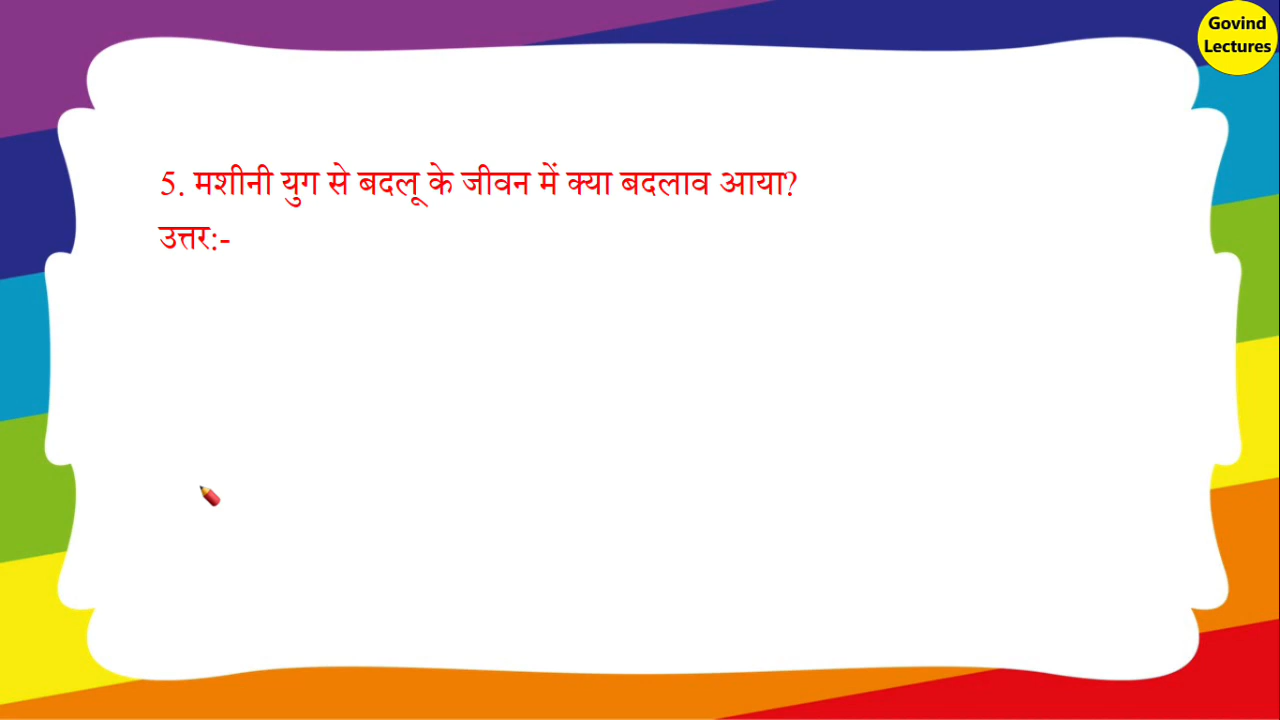 Govind
Lectures
5. मशीनी युग से बदलू के जीवन में क्या बदलाव आया?
उत्तर:-